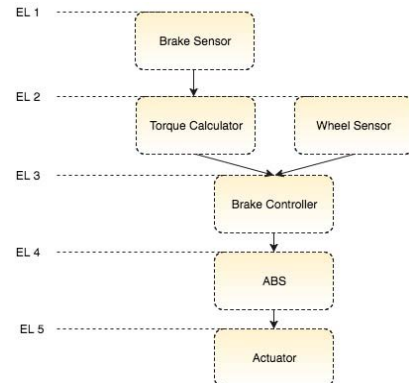 EL 1
Brake Sensor
EL 2
Torque Calculator
Wheel Sensor
EL 3
Brake Controller
EL 4
ABS
EL 5
Actuator